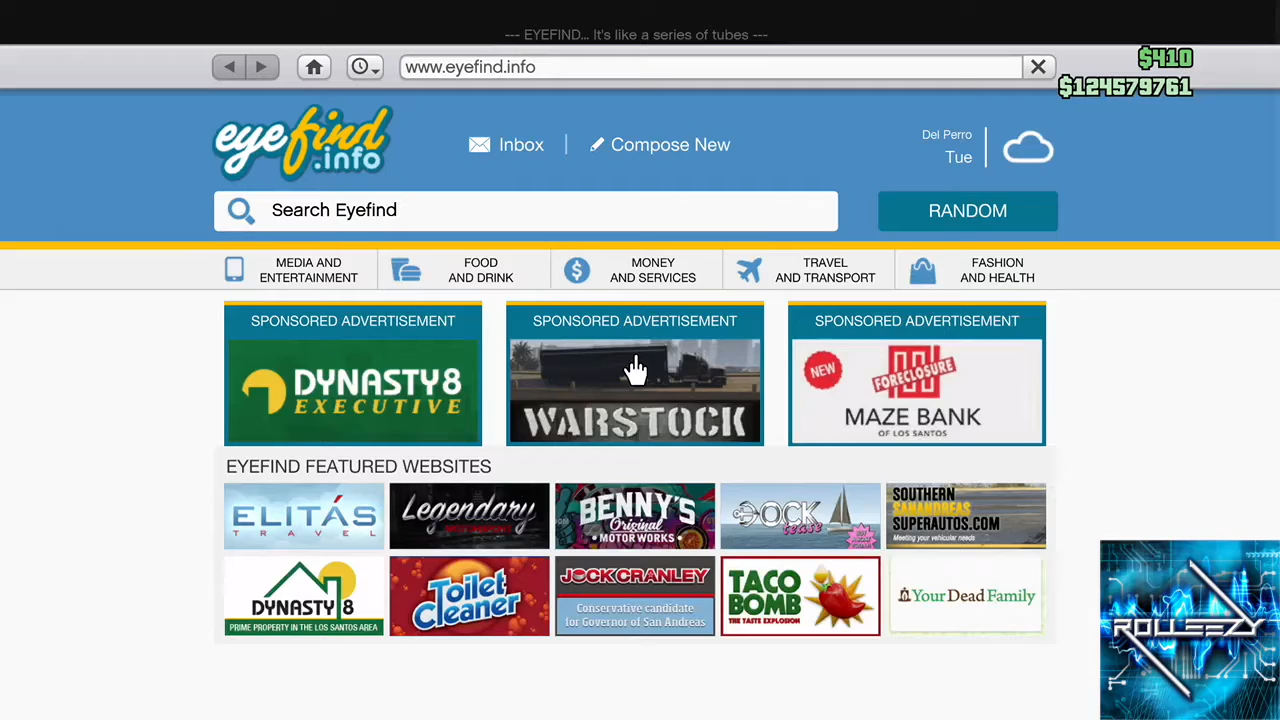 --- EYEFIND... It's like a series of tubes ---
www.eyefind.info
$410
$124579761
eyefind
.info
Inbox
Compose New
Del Perro
Tue
Search Eyefind
RANDOM
MEDIA AND
ENTERTAINMENT
FOOD
AND DRINK
MONEY
AND SERVICES
TRAVEL
AND TRANSPORT
FASHION
AND HEALTH
SPONSORED ADVERTISEMENT
SPONSORED ADVERTISEMENT
SPONSORED ADVERTISEMENT
DYNASTY8
EXECUTIVE
WARSTOCK
NEW
FORECLOSURE
MAZE BANK
OF LOS SANTOS
EYEFIND FEATURED WEBSITES
ELITÁS
TRAVEL
Legendary
BENNY'S
Original
MOTOR WORKS
DOCK
tease
SOUTHERN
SANANDREAS
SUPERAUTOS.COM
Meeting your vehicular needs
DYNASTY 8
PRIME PROPERTY IN THE LOS SANTOS AREA
Toilet
Cleaner
JOCK CRANLEY
Conservative candidate
for Governor of San Andreas
TACO
BOMB
THE TASTE EXPLOSION
Your Dead Family
ROLLEEZY